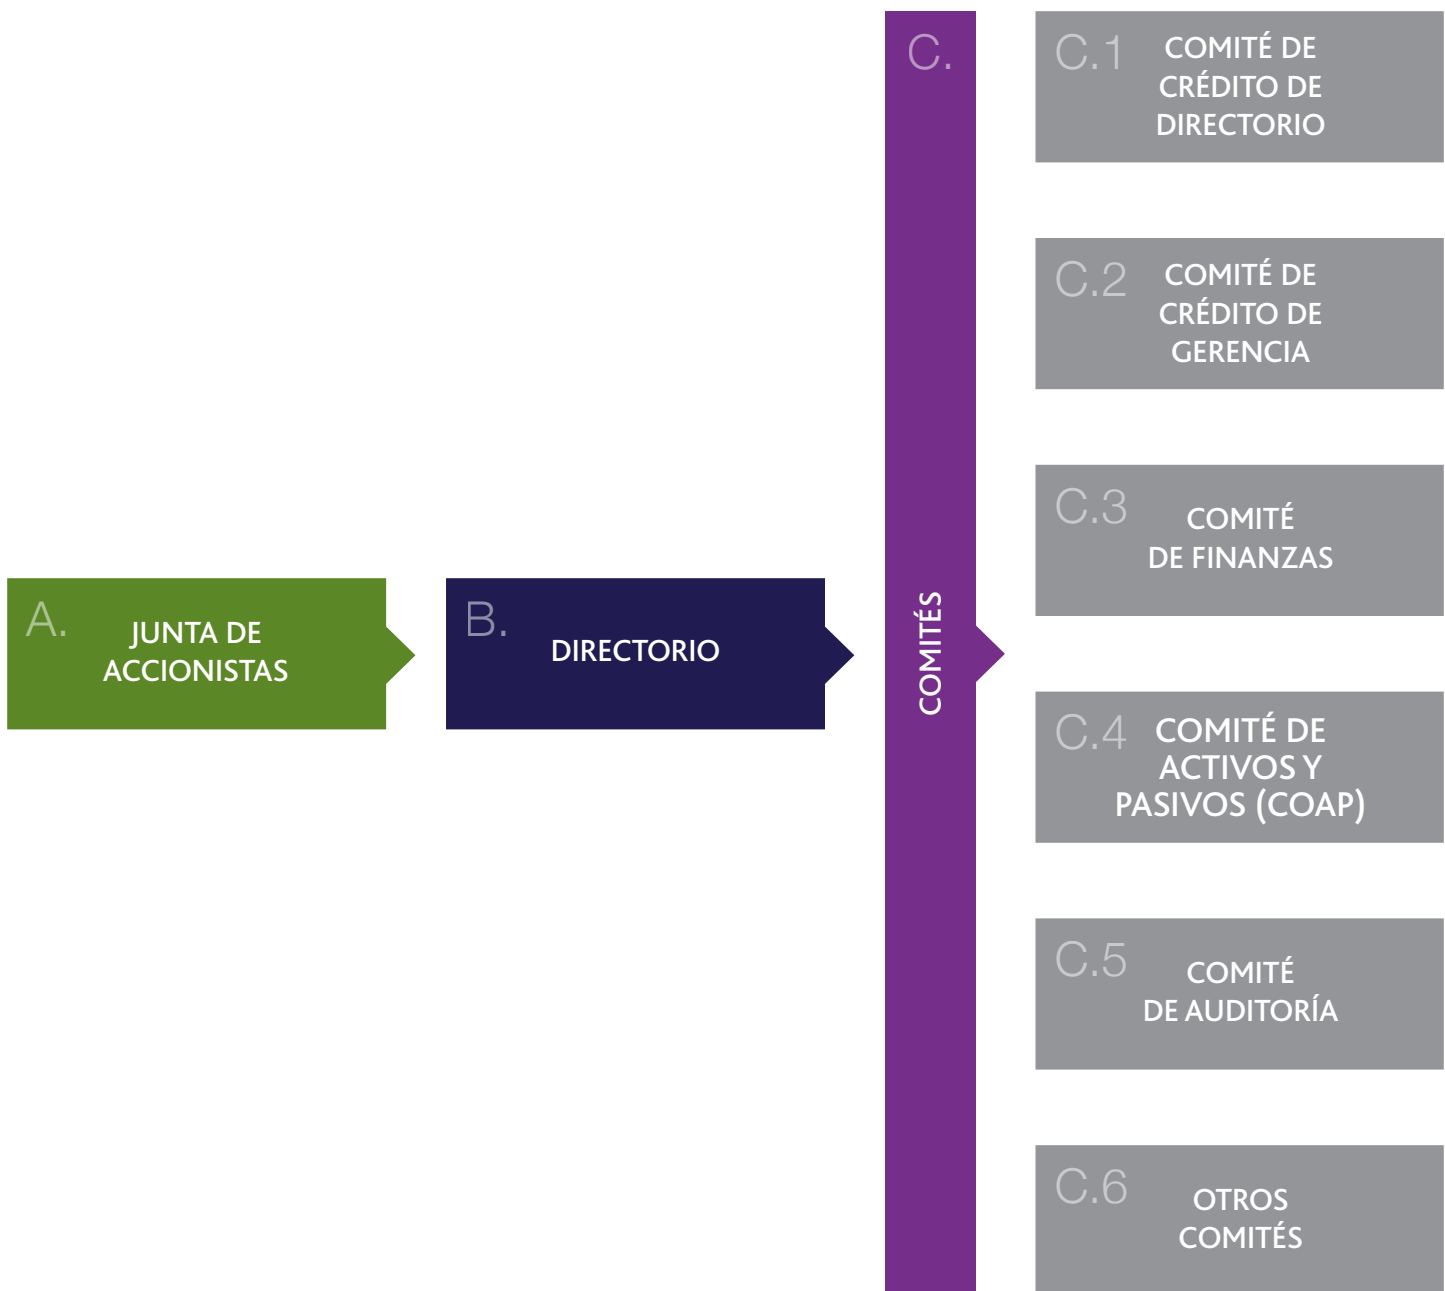 A.
JUNTA DE
ACCIONISTAS
B.
DIRECTORIO
C.
COMITÉS
C.1
COMITÉ DE
CRÉDITO DE
DIRECTORIO
C.2
COMITÉ DE
CRÉDITO DE
GERENCIA
C.3
COMITÉ
DE FINANZAS
C.4
COMITÉ DE
ACTIVOS Y
PASIVOS (COAP)
C.5
COMITÉ
DE AUDITORÍA
C.6
OTROS
COMITÉS